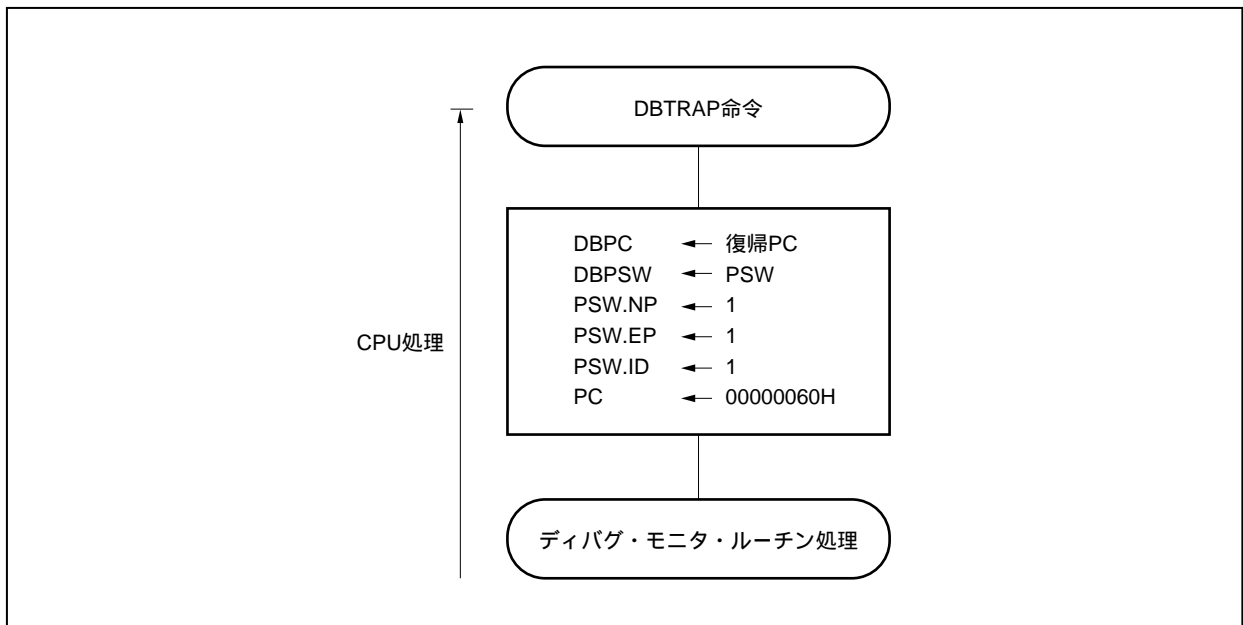 DBTRAP命令
DBPC ← 復帰PC
DBPSW ← PSW
PSW.NP ← 1
PSW.EP ← 1
PSW.ID ← 1
PC ← 00000060H
CPU処理
ディバグ・モニタ・ルーチン処理